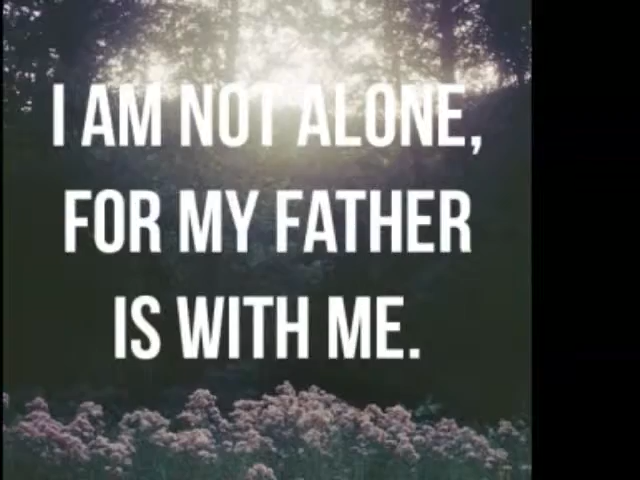 I AM NOT ALONE,
FOR MY FATHER
IS WITH ME.